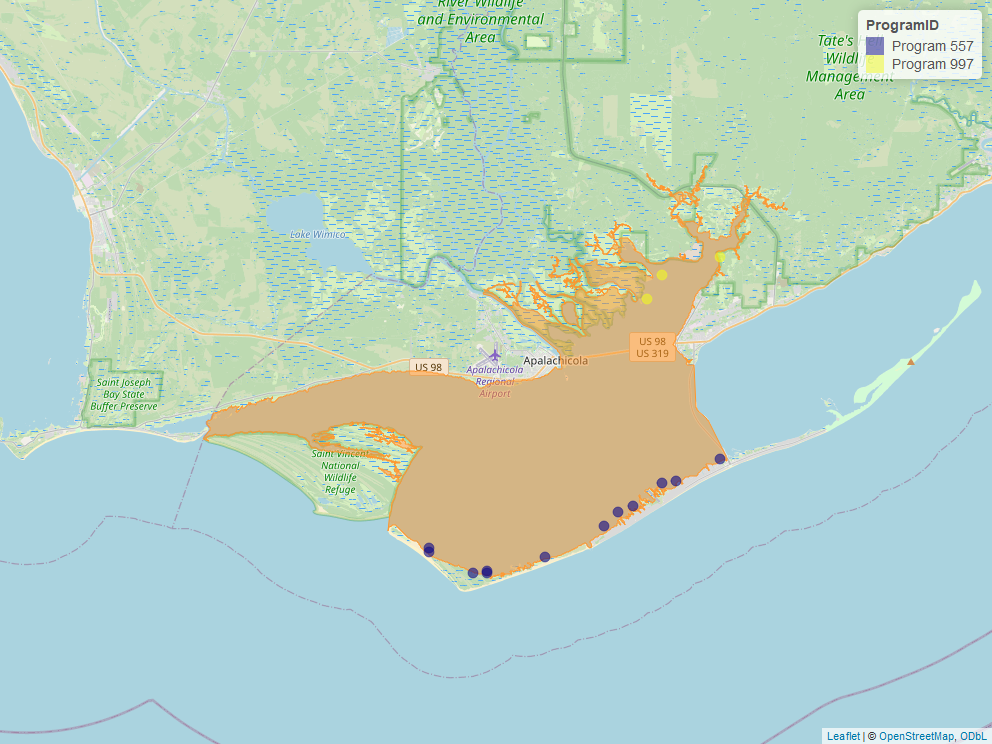 River Wildlife
and Environmental
Area
ProgramID
Program 557
Program 997
Tate's
Wildl
Management
Area
Lake Wimico
US 98
US 319
US 98
Apalachicola
Apalachicola
Regional
Airport
Saint Joseph
Bay State
Buffer Preserve
Saint Vincent
National
Wildlife
Refuge
Leaflet | © OpenStreetMap, ODbL